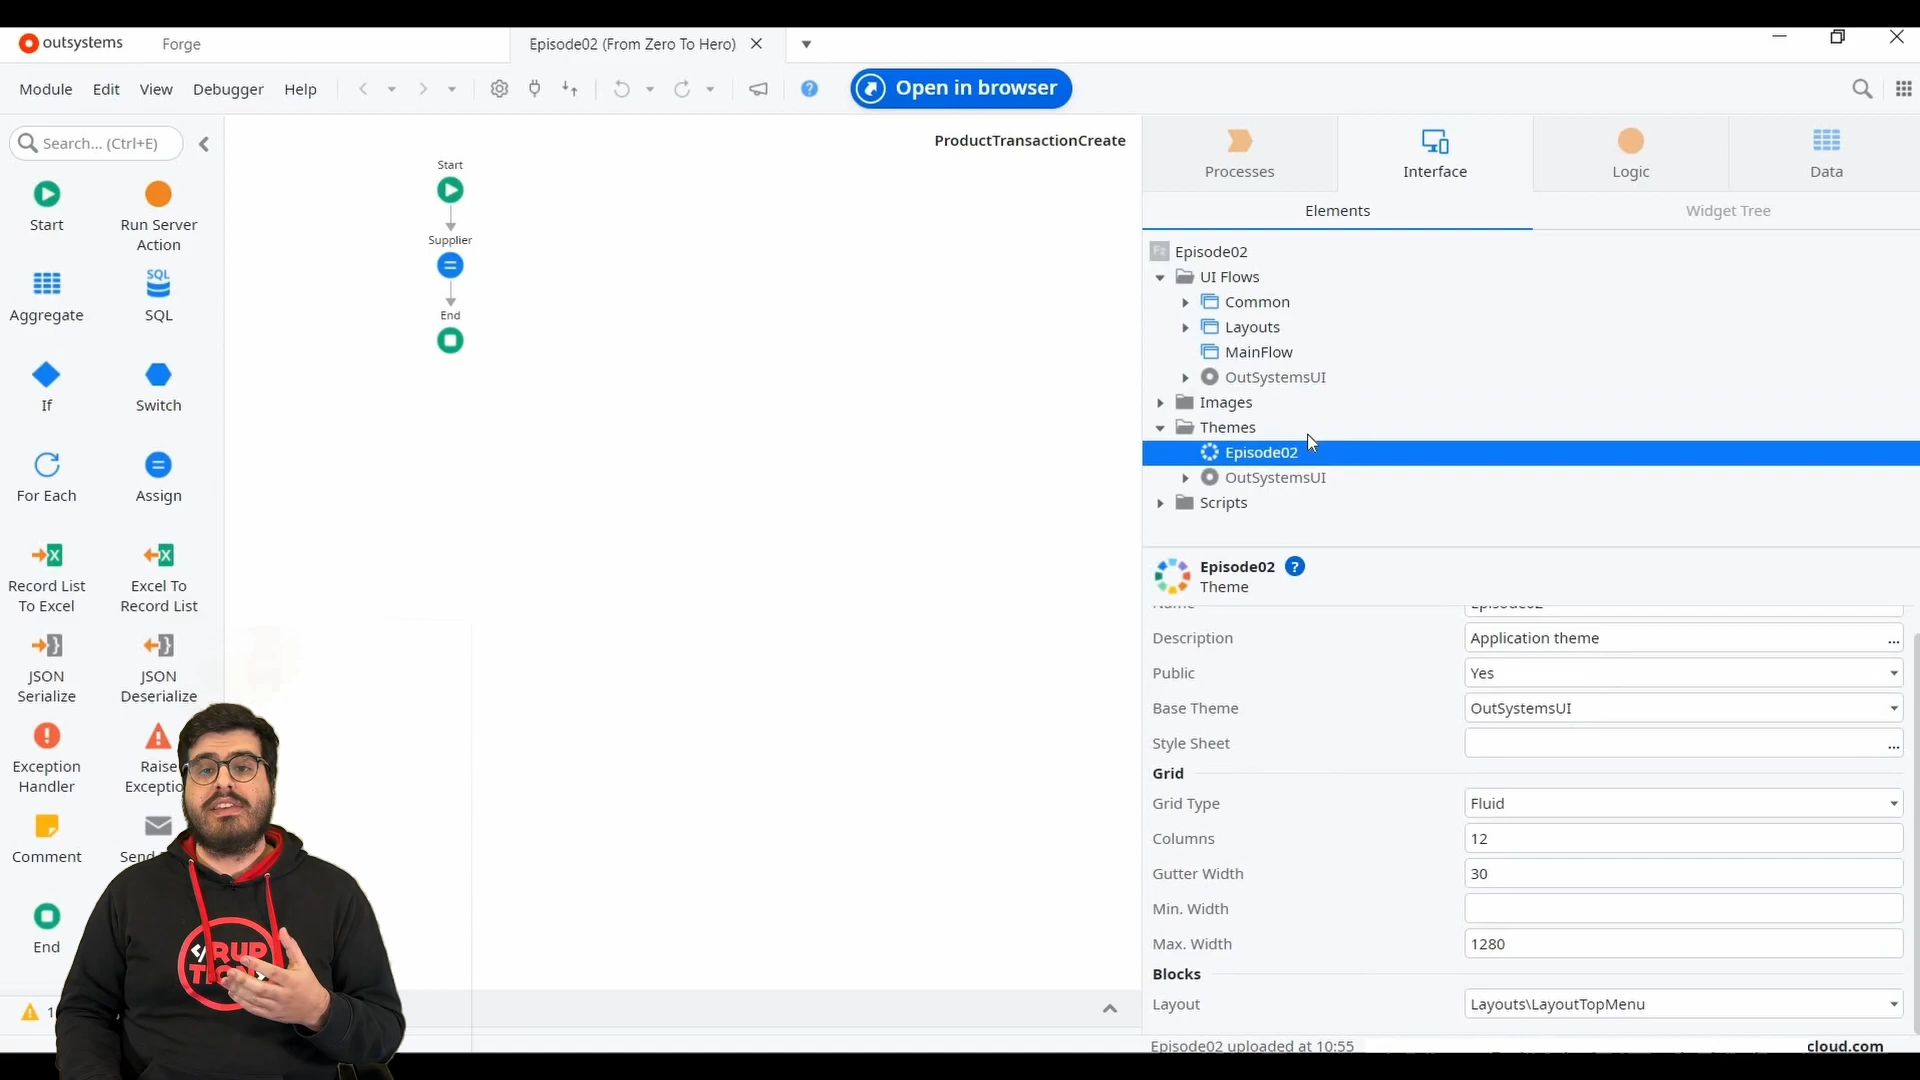 outsystems
Forge
Episode02 (From Zero To Hero)
Module
Edit
View
Debugger
Help
Open in browser
Search... (Ctrl+E)
Start
Run Server
Action
Aggregate
SQL
SQL
If
Switch
For Each
Assign
Record List
To Excel
Excel To
Record List
JSON
Serialize
JSON
Deserialize
Exception
Handler
Raise
Comment
End
ProductTransactionCreate
Start
Supplier
End
Processes
Interface
Logic
Data
Elements
Widget Tree
Episode02
UI Flows
Common
Layouts
MainFlow
OutSystemsUI
Images
Themes
Episode02
OutSystemsUI
Scripts
Episode02
Theme
Description
Application theme
Public
Yes
Base Theme
OutSystemsUI
Style Sheet
Grid
Grid Type
Fluid
Columns
12
Gutter Width
30
Min. Width
Max. Width
1280
Blocks
Layout
Layouts\LayoutTopMenu
Episode02 uploaded at 10:55
cloud.com